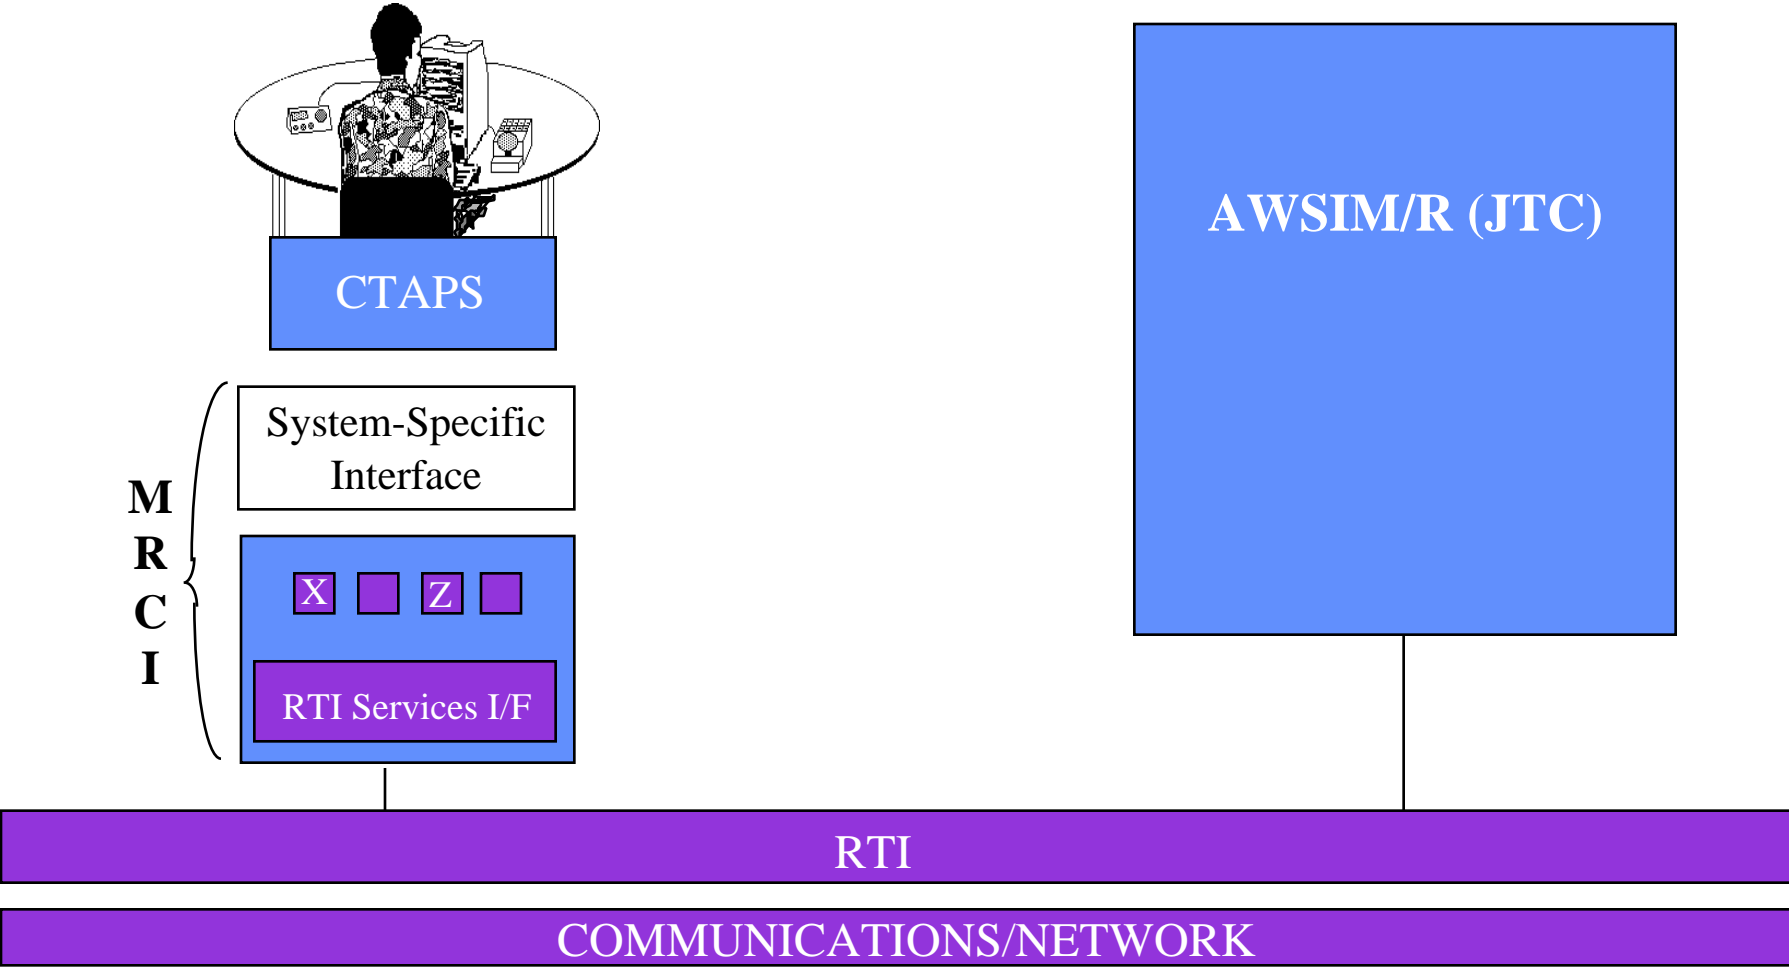 AWSIM/R (JTC)
CTAPS
System-Specific
Interface
M
R
C
I
X
Z
RTI Services I/F
RTI
COMMUNICATIONS/NETWORK